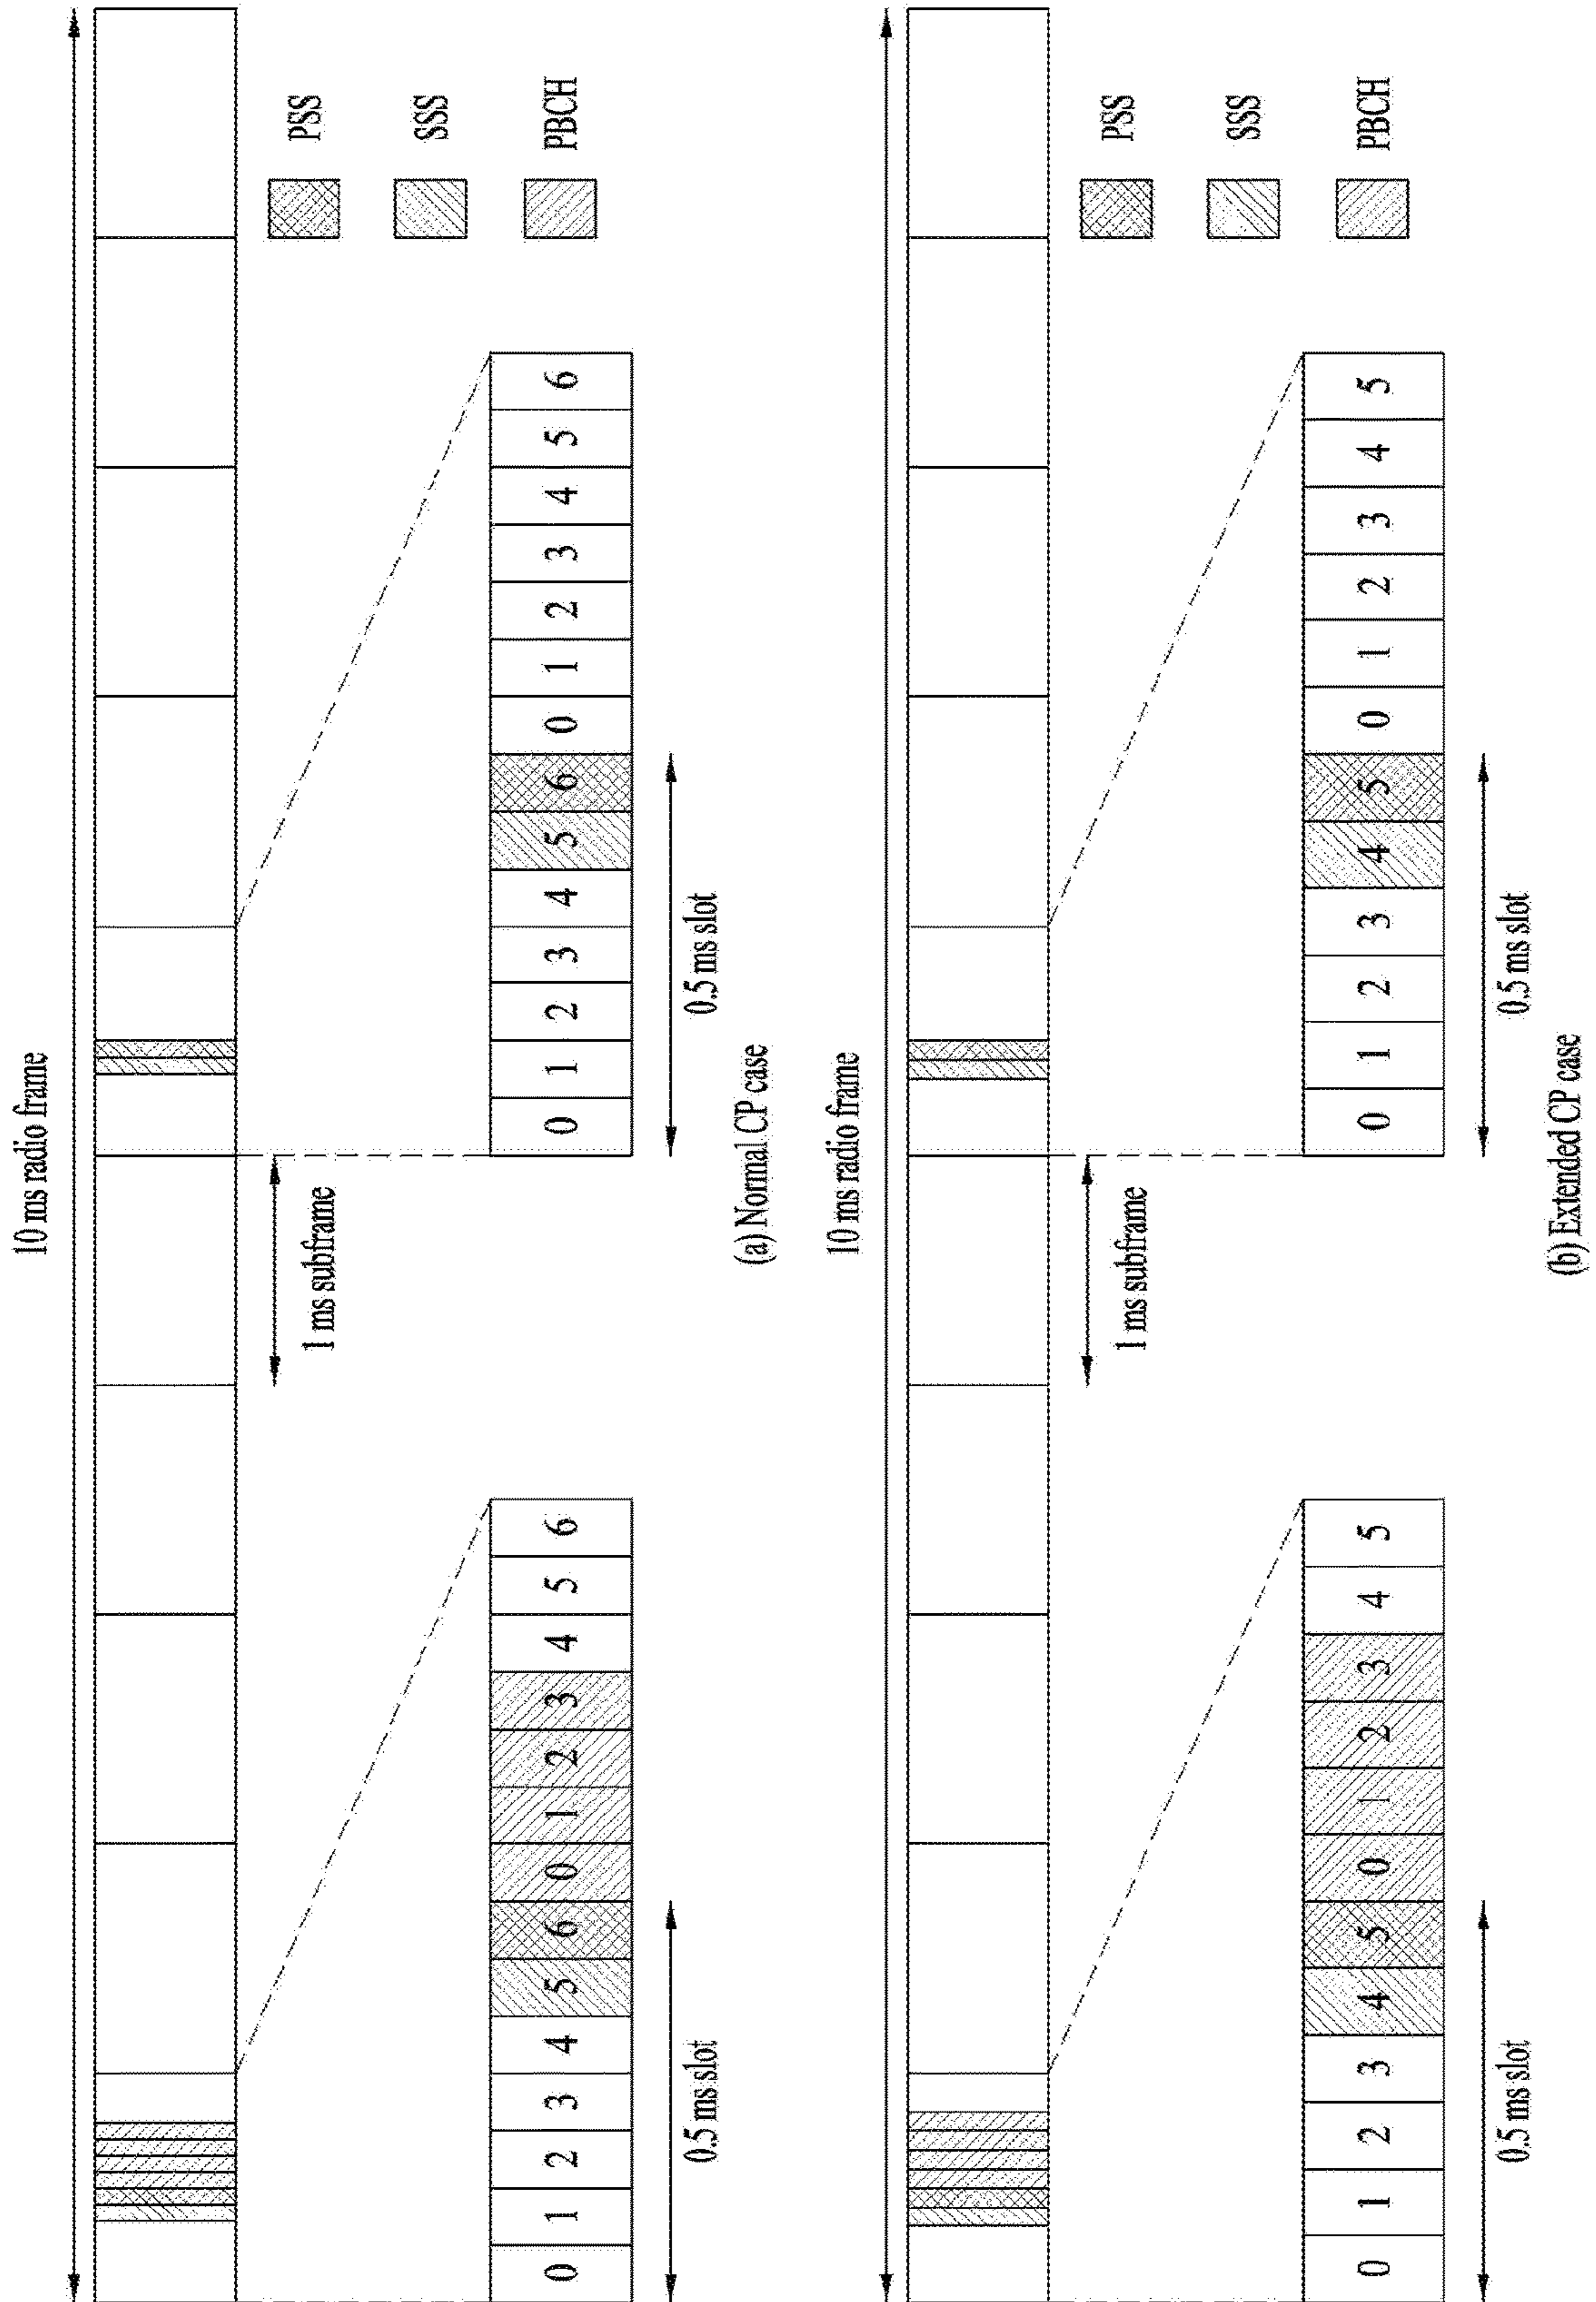 10 ms radio frame
1 ms subframe
PSS
SSS
PBCH
0 1 2 3 4 5 6 0 1 2 3 4 5 6
0 1 2 3 4 5 6 0 1 2 3 4 5 6
0.5 ms slot
0.5 ms slot
(a) Normal CP case
10 ms radio frame
1 ms subframe
PSS
SSS
PBCH
0 1 2 3 4 5 0 1 2 3 4 5
0 1 2 3 4 5 0 1 2 3 4 5
0.5 ms slot
0.5 ms slot
(b) Extended CP case